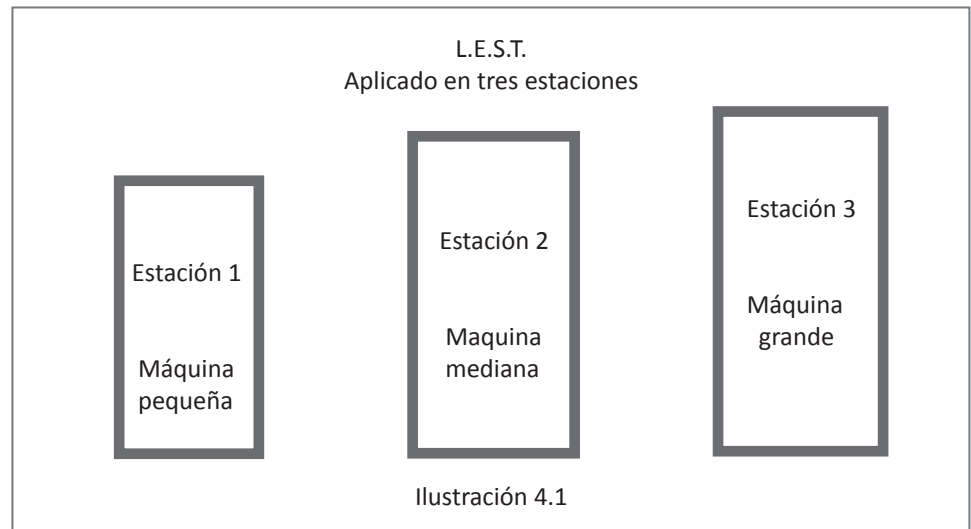 L.E.S.T.
Aplicado en tres estaciones
Estación 1
Máquina
pequeña
Estación 2
Maquina
mediana
Estación 3
Máquina
grande
Ilustración 4.1